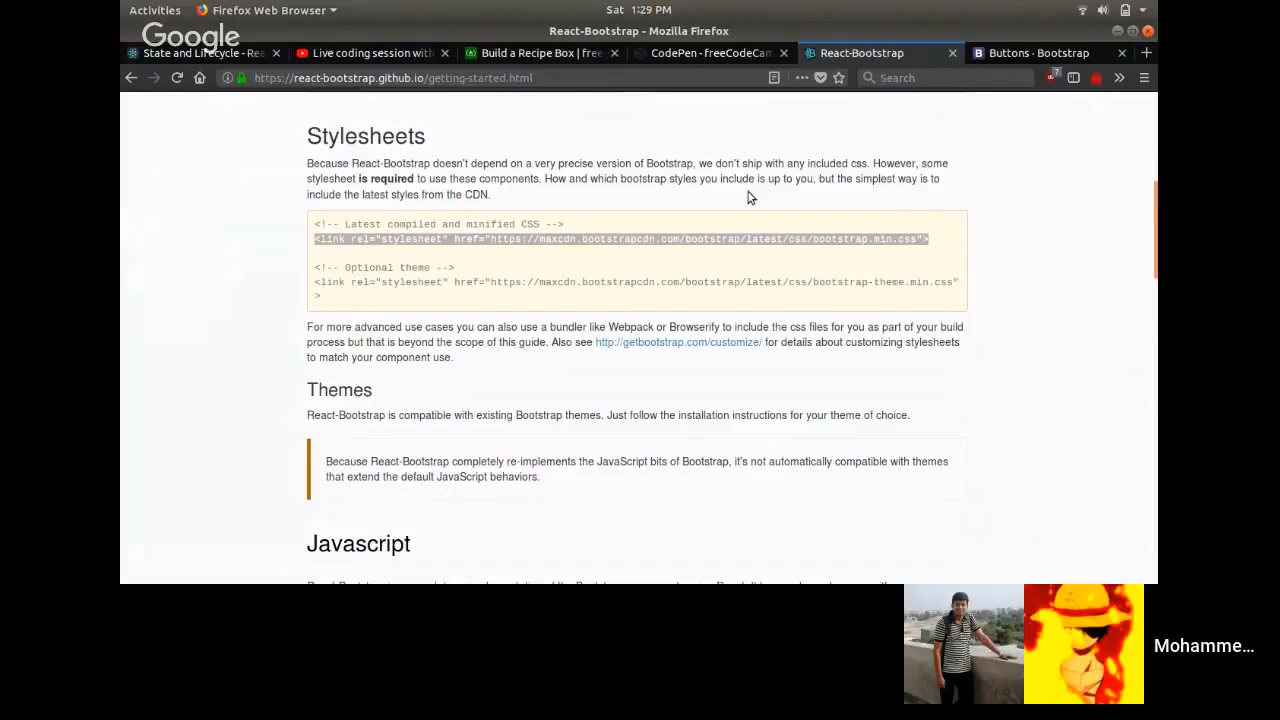 Activities
Firefox Web Browser
Sat 1:29 PM
Google
React-Bootstrap - Mozilla Firefox
State and Lifecycle - Rea
Live coding session with
Build a Recipe Box | free
CodePen - freeCodeCam
React-Bootstrap
Buttons · Bootstrap
https://react-bootstrap.github.io/getting-started.html
Search
7
Stylesheets
Because React-Bootstrap doesn't depend on a very precise version of Bootstrap, we don't ship with any included css. However, some
stylesheet is required to use these components. How and which bootstrap styles you include is up to you, but the simplest way is to
include the latest styles from the CDN.
<!-- Latest compiled and minified CSS -->
<link rel="stylesheet" href="https://maxcdn.bootstrapcdn.com/bootstrap/latest/css/bootstrap.min.css">
<!-- Optional theme -->
<link rel="stylesheet" href="https://maxcdn.bootstrapcdn.com/bootstrap/latest/css/bootstrap-theme.min.css"
>
For more advanced use cases you can also use a bundler like Webpack or Browserify to include the css files for you as part of your build
process but that is beyond the scope of this guide. Also see http://getbootstrap.com/customize/ for details about customizing stylesheets
to match your component use.
Themes
React-Bootstrap is compatible with existing Bootstrap themes. Just follow the installation instructions for your theme of choice.
Because React-Bootstrap completely re-implements the JavaScript bits of Bootstrap, it's not automatically compatible with themes
that extend the default JavaScript behaviors.
Javascript
Mohamme...